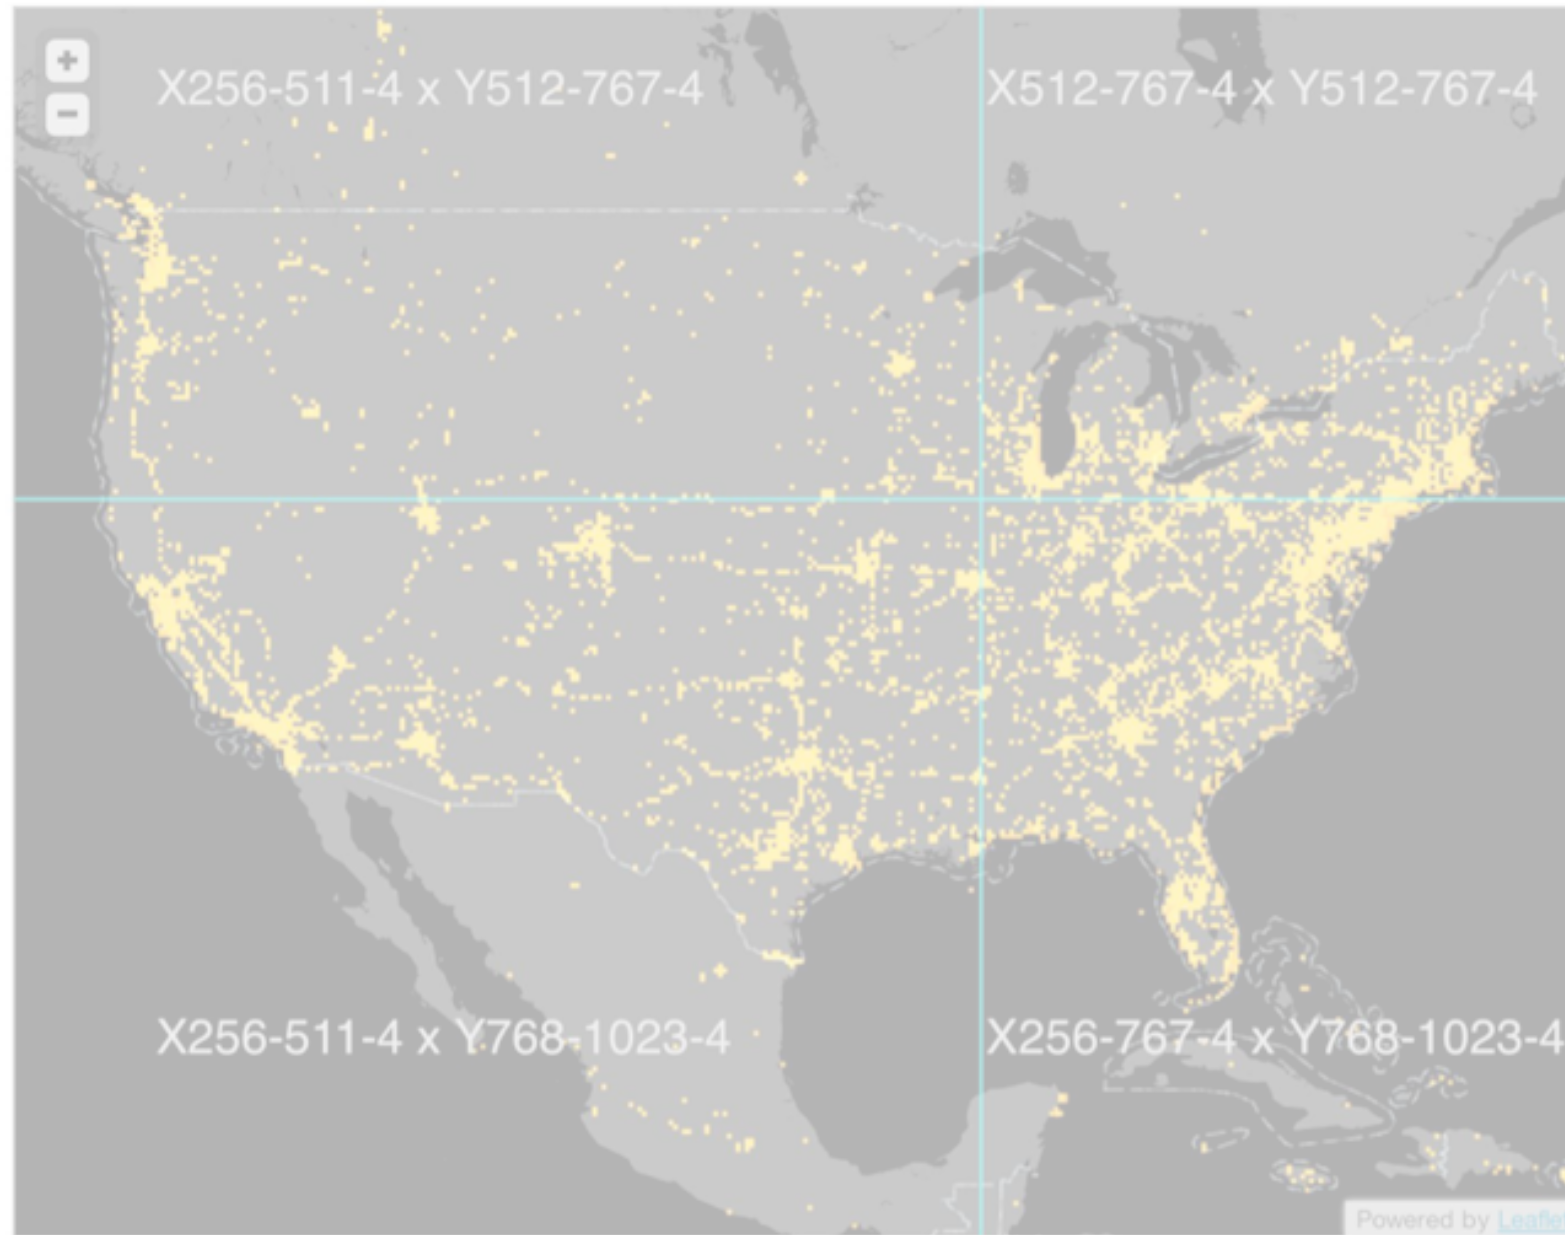 +
X256-511-4 x Y512-767-4
X512-767-4 x Y512-767-4
−
X256-511-4 x Y768-1023-4
X256-767-4 x Y768-1023-4
Powered by Leaflet